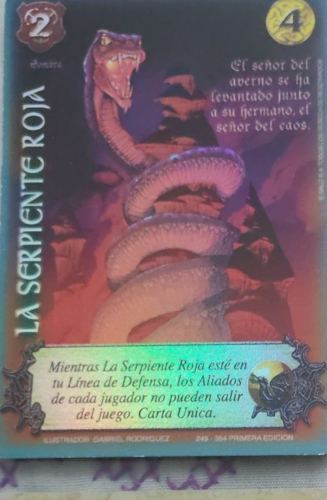 2
4
Sombra
LA SERPIENTE ROJA
El señor del
averno se ha
levantado junto
a su hermano, el
señor del caos.
Mientras La Serpiente Roja esté en
tu Línea de Defensa, los Aliados
de cada jugador no pueden salir
del juego. Carta Unica.
ILUSTRADOR: GABRIEL RODRIGUEZ
249 - 364 PRIMERA EDICION